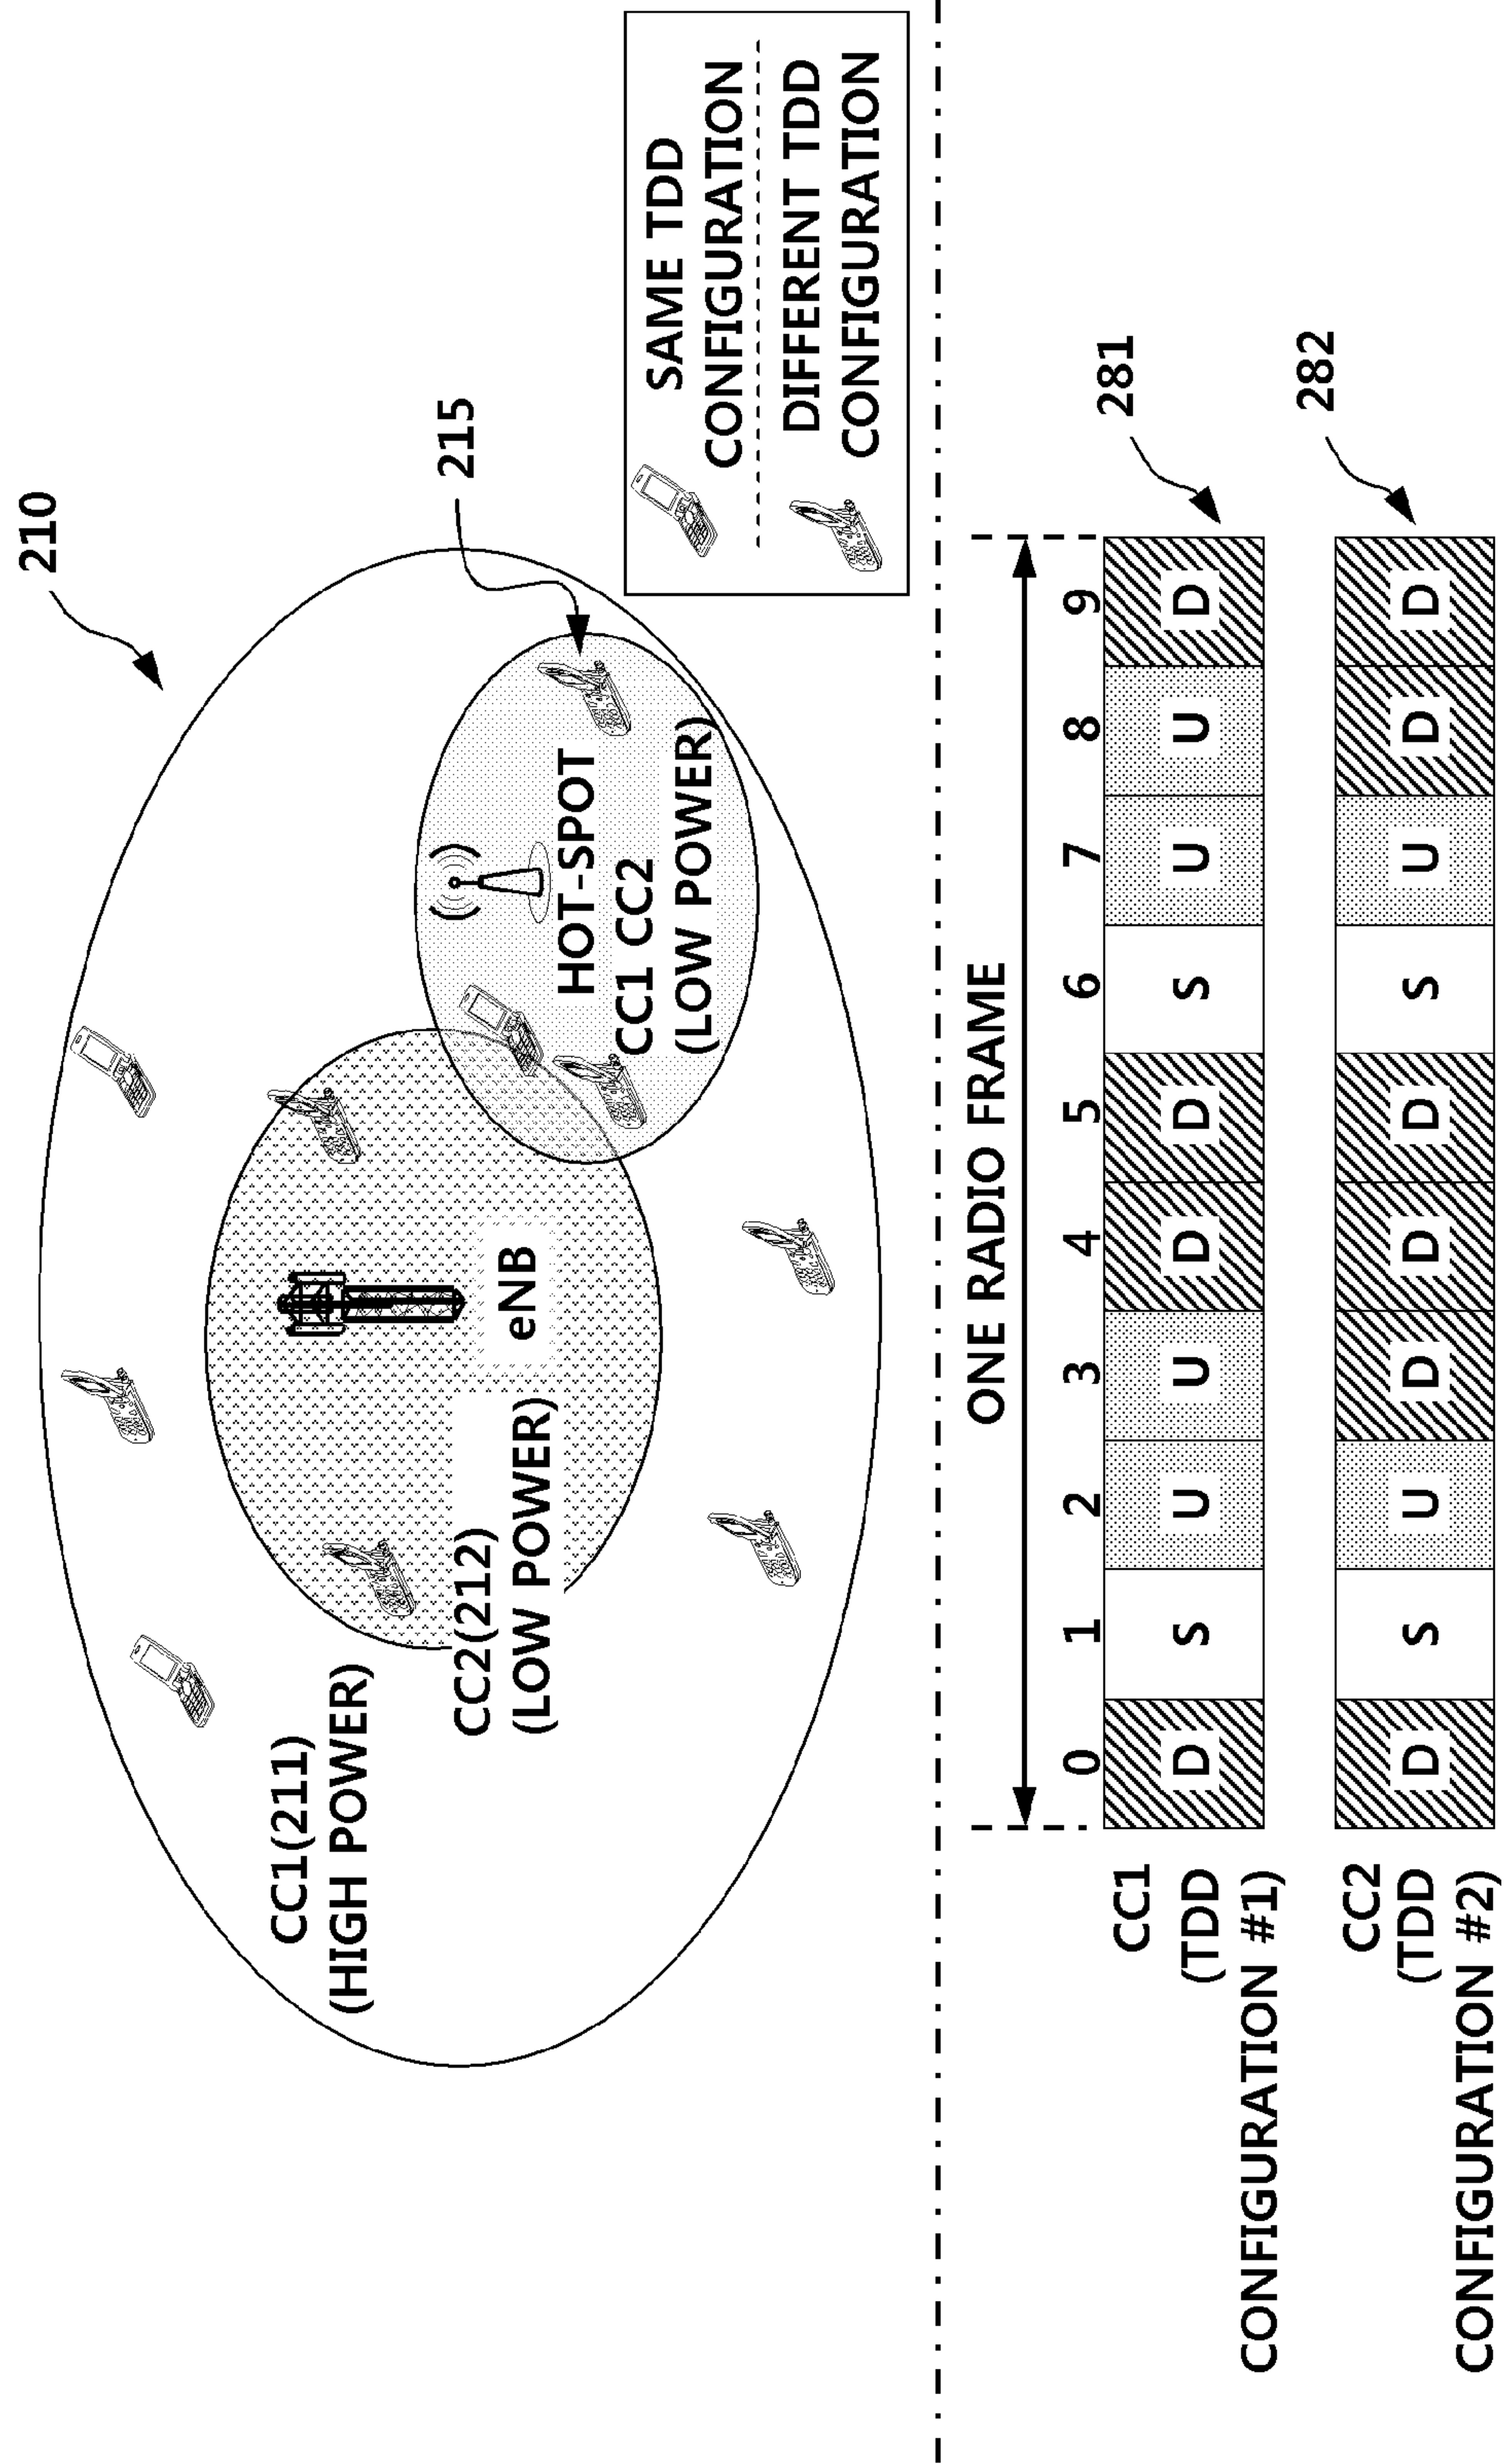 210
215
CC1(211)
(HIGH POWER)
CC2(212)
(LOW POWER)
eNB
HOT-SPOT
CC1 CC2
(LOW POWER)
SAME TDD
CONFIGURATION
DIFFERENT TDD
CONFIGURATION
ONE RADIO FRAME
0 1 2 3 4 5 6 7 8 9
281
CC1
(TDD
CONFIGURATION #1)
D S U U D D S U U D
282
CC2
(TDD
CONFIGURATION #2)
D S U D D D S U D D